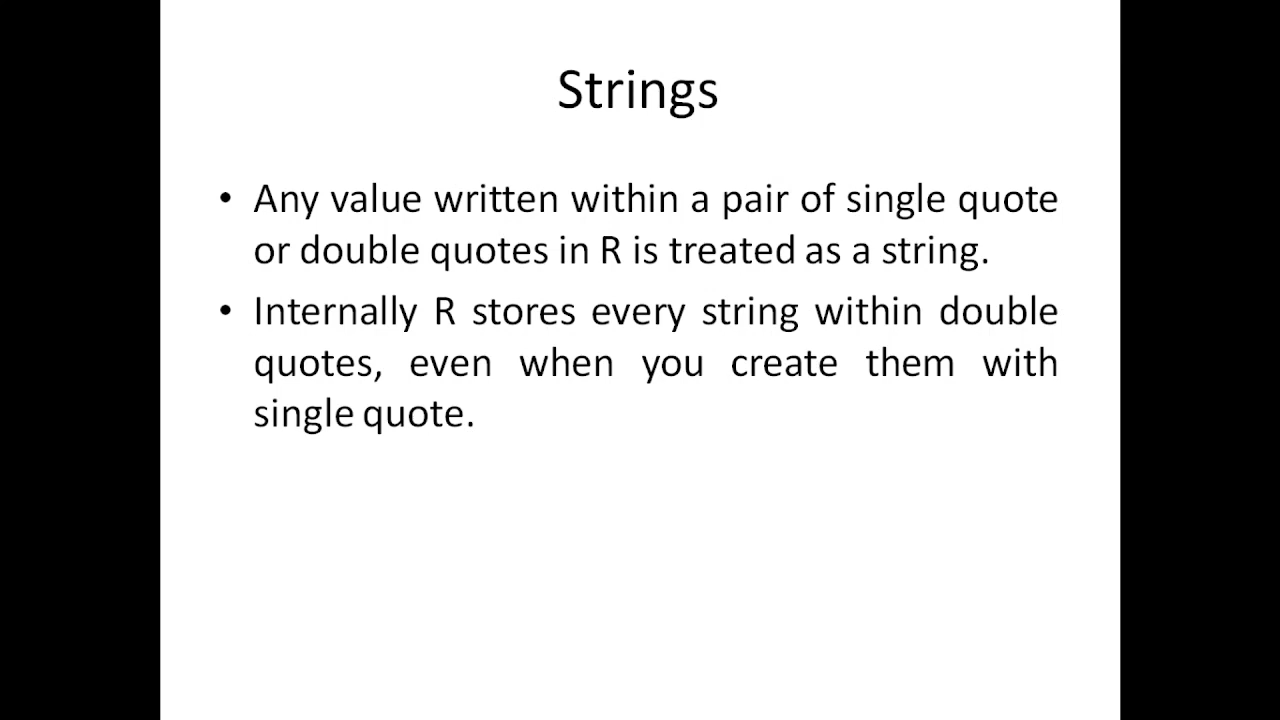 Strings
• Any value written within a pair of single quote
or double quotes in R is treated as a string.
• Internally R stores every string within double
quotes, even when you create them with
single quote.